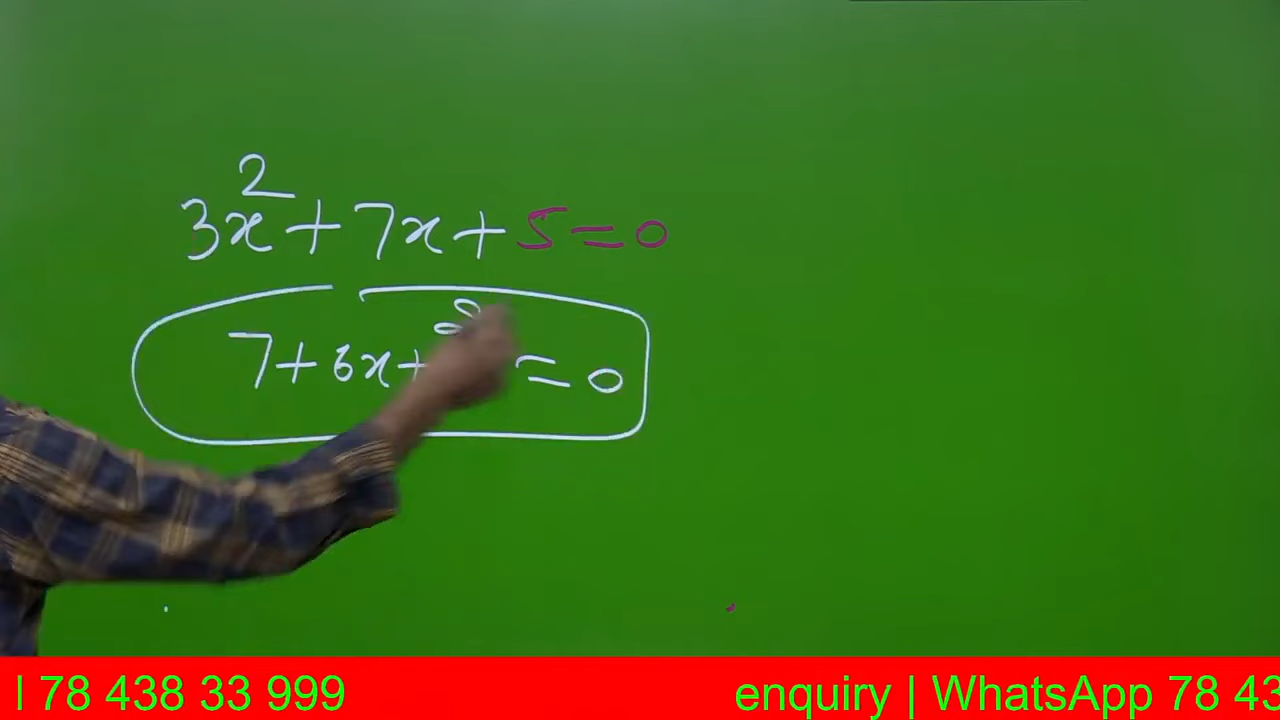 3x²+7x+5=0
7+6x+ =0
l 78 438 33 999 enquiry | WhatsApp 78 43